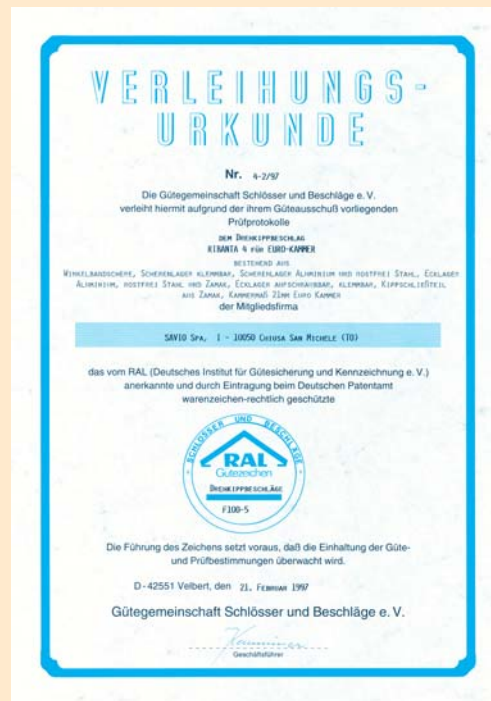 VERLEIHUNGS-
URKUNDE
Nr. 4-2/97
Die Gütegemeinschaft Schlösser und Beschläge e. V.
verleiht hiermit aufgrund der ihrem Güteausschuß vorliegenden
Prüfprotokolle
DEM DREHKIPPBESCHLAG
RIBANTA 4 FÜR EURO-KAMMER
BESTEHEND AUS
WINKELBANDSCHERE, SCHERENLAGER KLEMMBAR, SCHERENLAGER ALUMINIUM UND ROSTFREI STAHL, ECKLAGER
ALUMINIUM, ROSTFREI STAHL UND ZAMAK, ECKLAGER AUFSCHRAUBBAR, KLEMMBAR, KIPPSCHLIEßTEIL
AUS ZAMAK, KAMMERMAß 21MM EURO KAMMER
der Mitgliedsfirma
SAVIO SPA, I - 10050 CHIUSA SAN MICHELE (TO)
das vom RAL (Deutsches Institut für Gütesicherung und Kennzeichnung e. V.)
anerkannte und durch Eintragung beim Deutschen Patentamt
warenzeichen-rechtlich geschützte
SCHLÖSSER UND BESCHLÄGE
RAL
Gütezeichen
DREHKIPPBESCHLÄGE
F100-5
Die Führung des Zeichens setzt voraus, daß die Einhaltung der Güte-
und Prüfbestimmungen überwacht wird.
D - 42551 Velbert, den 21. FEBRUAR 1997
Gütegemeinschaft Schlösser und Beschläge e. V.
Geschäftsführer